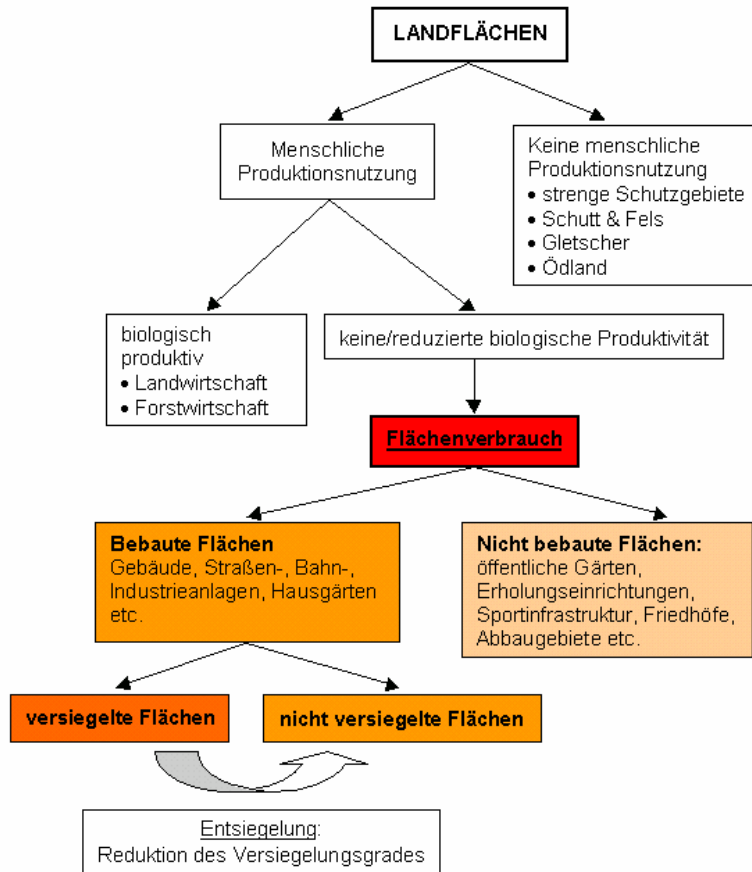 LANDFLÄCHEN
Menschliche
Produktionsnutzung
Keine menschliche
Produktionsnutzung
• strenge Schutzgebiete
• Schutt & Fels
• Gletscher
• Ödland
biologisch
produktiv
• Landwirtschaft
• Forstwirtschaft
keine/reduzierte biologische Produktivität
Flächenverbrauch
Bebaute Flächen
Gebäude, Straßen-, Bahn-,
Industrieanlagen, Hausgärten
etc.
Nicht bebaute Flächen:
öffentliche Gärten,
Erholungseinrichtungen,
Sportinfrastruktur, Friedhöfe,
Abbaugebiete etc.
versiegelte Flächen
nicht versiegelte Flächen
Entsiegelung:
Reduktion des Versiegelungsgrades